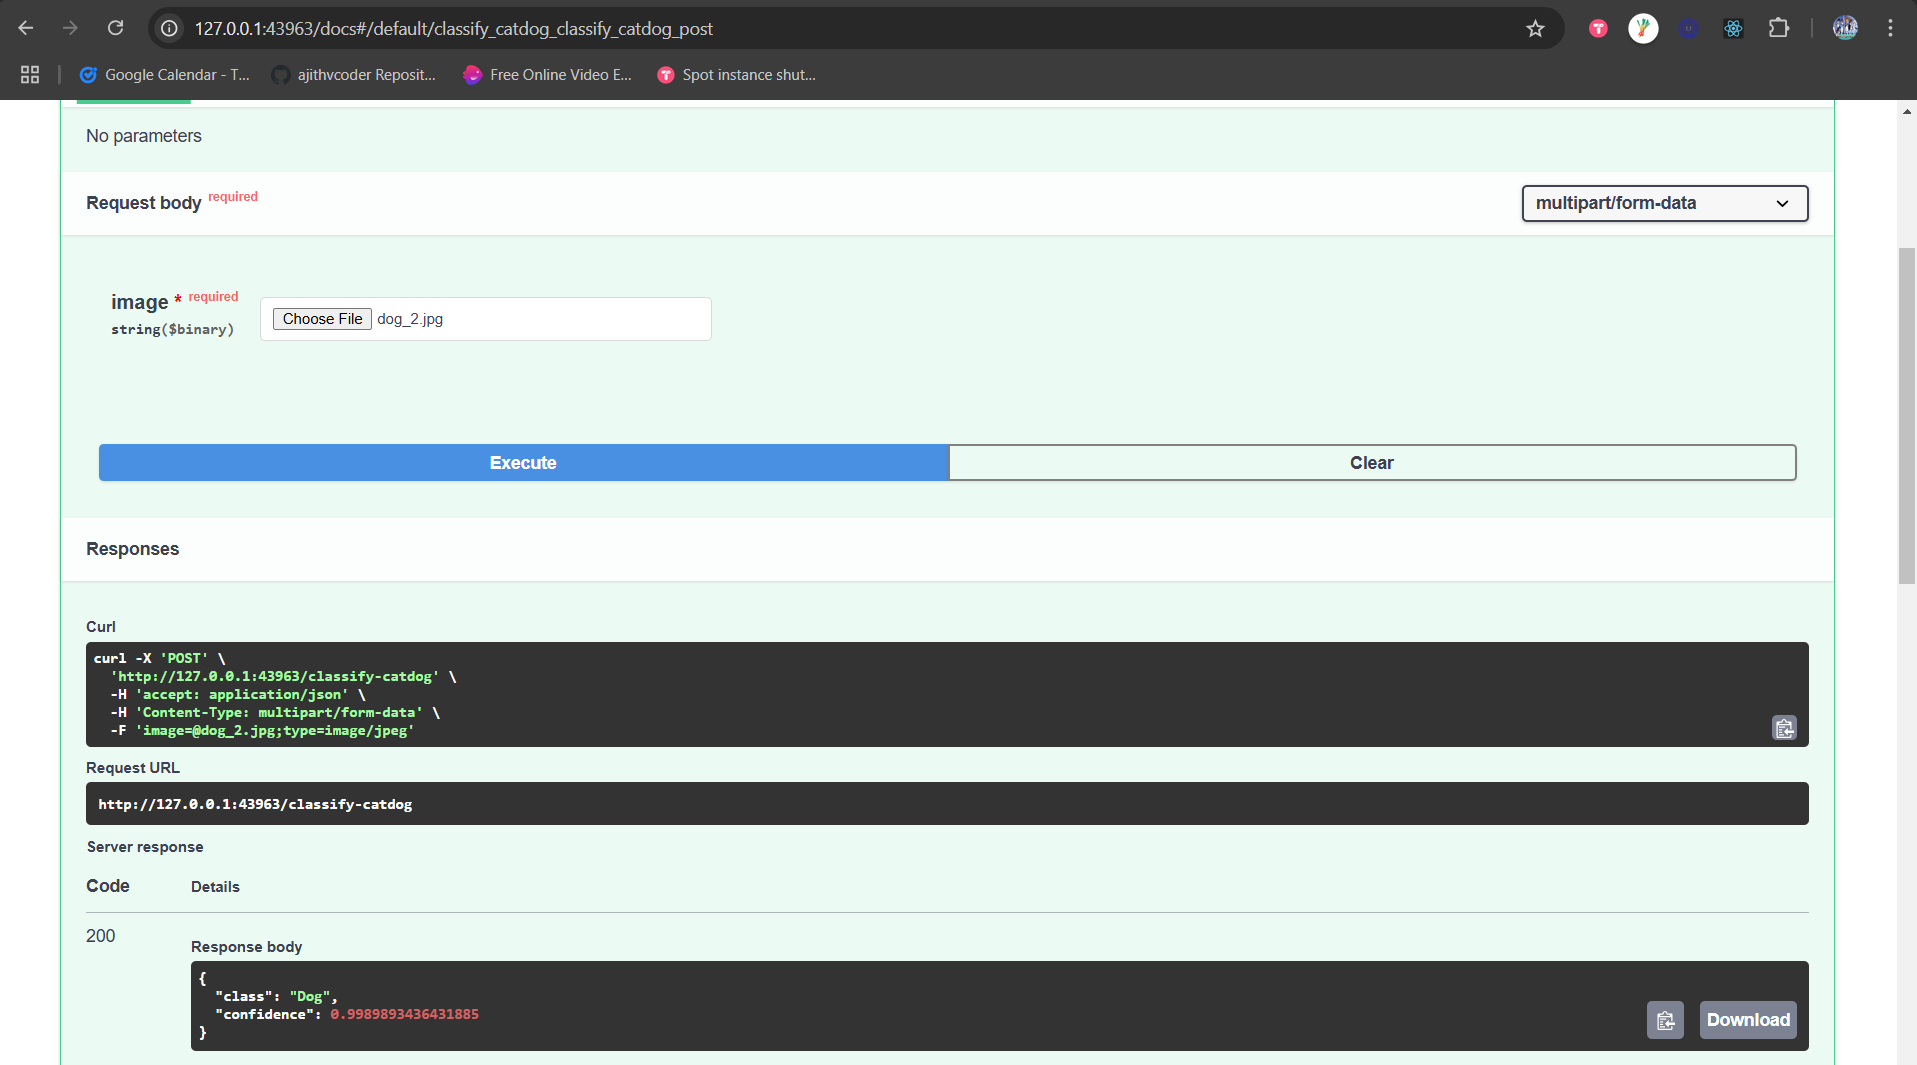 127.0.0.1:43963/docs#/default/classify_catdog_classify_catdog_post
Google Calendar - T...
ajithvcoder Reposit...
Free Online Video E...
Spot instance shut...
No parameters
Request body required
multipart/form-data
image * required
string($binary)
Choose File dog_2.jpg
Execute
Clear
Responses
Curl
curl -X 'POST' \
  'http://127.0.0.1:43963/classify-catdog' \
  -H 'accept: application/json' \
  -H 'Content-Type: multipart/form-data' \
  -F 'image=@dog_2.jpg;type=image/jpeg'
Request URL
http://127.0.0.1:43963/classify-catdog
Server response
Code Details
200
Response body
{
  "class": "Dog",
  "confidence": 0.9989893436431885
}
Download